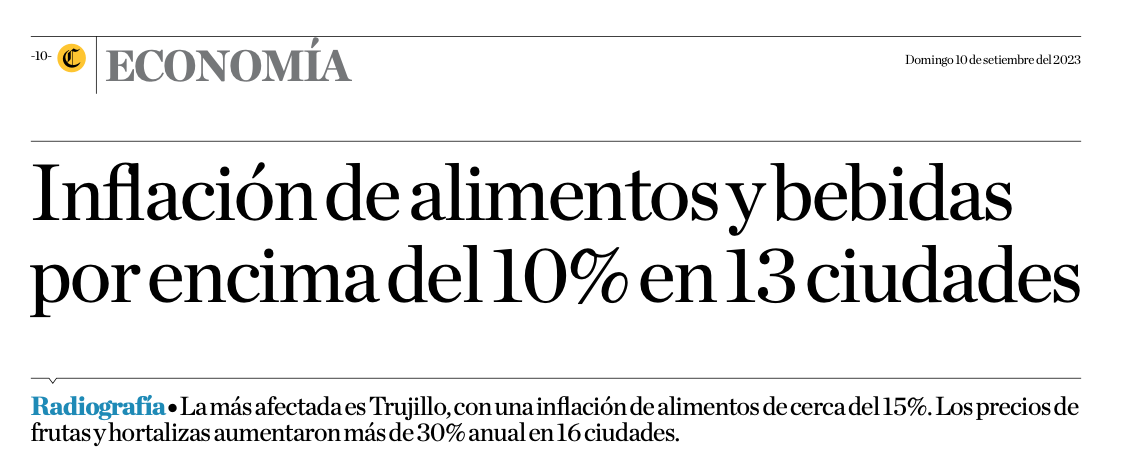 -10- C ECONOMÍA
Domingo 10 de setiembre del 2023
Inflación de alimentos y bebidas
por encima del 10% en 13 ciudades
Radiografía • La más afectada es Trujillo, con una inflación de alimentos de cerca del 15%. Los precios de
frutas y hortalizas aumentaron más de 30% anual en 16 ciudades.